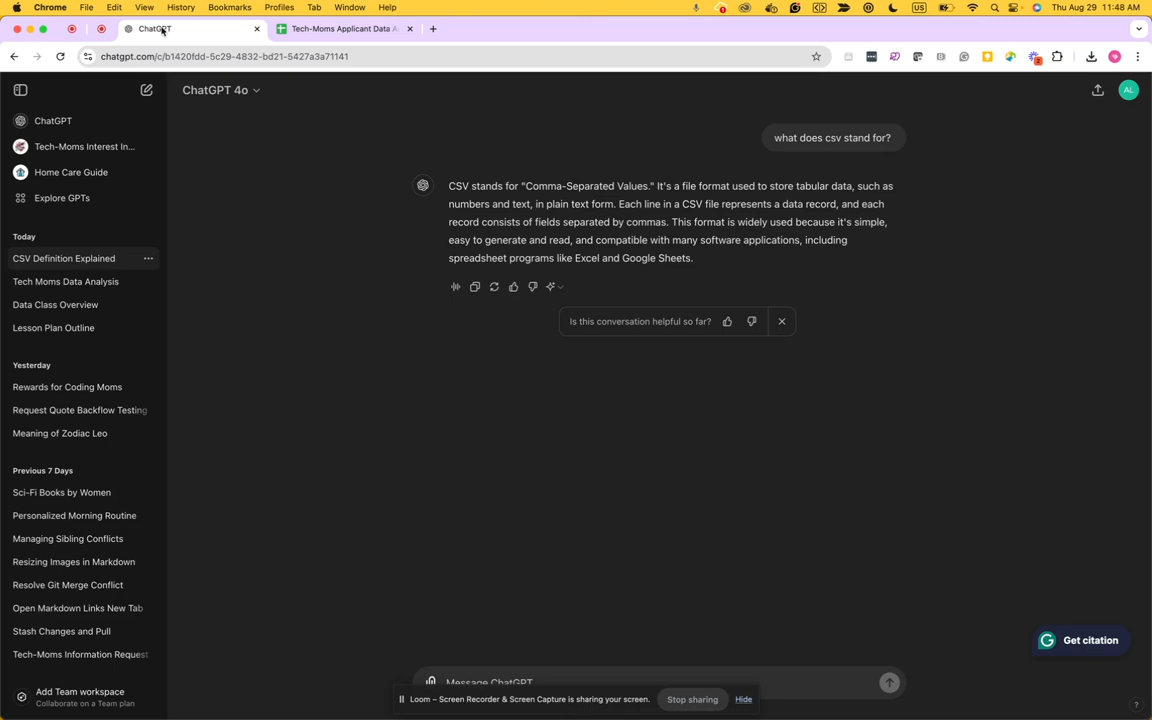 Chrome File Edit View History Bookmarks Profiles Tab Window Help US Thu Aug 29 11:48 AM
ChatGPT Tech-Moms Applicant Data A
chatgpt.com/c/b1420fdd-5c29-4832-bd21-5427a3a71141
ChatGPT 4o
AL
ChatGPT
Tech-Moms Interest In...
Home Care Guide
Explore GPTs
Today
CSV Definition Explained
Tech Moms Data Analysis
Data Class Overview
Lesson Plan Outline
Yesterday
Rewards for Coding Moms
Request Quote Backflow Testing
Meaning of Zodiac Leo
Previous 7 Days
Sci-Fi Books by Women
Personalized Morning Routine
Managing Sibling Conflicts
Resizing Images in Markdown
Resolve Git Merge Conflict
Open Markdown Links New Tab
Stash Changes and Pull
Tech-Moms Information Request
Add Team workspace
Collaborate on a Team plan
what does csv stand for?
CSV stands for "Comma-Separated Values." It's a file format used to store tabular data, such as
numbers and text, in plain text form. Each line in a CSV file represents a data record, and each
record consists of fields separated by commas. This format is widely used because it's simple,
easy to generate and read, and compatible with many software applications, including
spreadsheet programs like Excel and Google Sheets.
Is this conversation helpful so far?
Get citation
Message ChatGPT
Loom – Screen Recorder & Screen Capture is sharing your screen. Stop sharing Hide
?